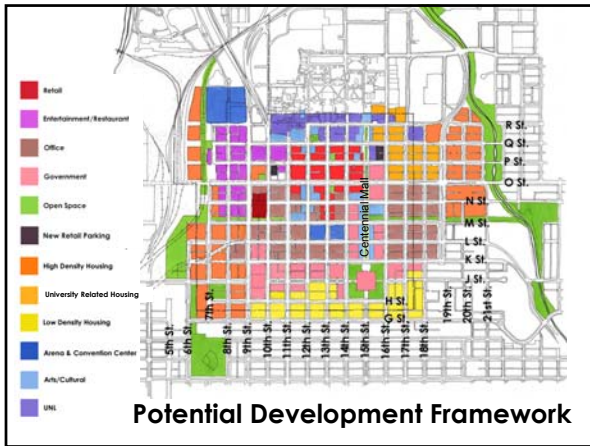 Retail
Entertainment/Restaurant
Office
Government
Open Space
New Retail Parking
High Density Housing
University Related Housing
Low Density Housing
Arena & Convention Center
Arts/Cultural
UNL
Centennial Mall
R St.
Q St.
P St.
O St.
N St.
M St.
L St.
K St.
J St.
H St.
G St.
5th St.
6th St.
7th St.
8th St.
9th St.
10th St.
11th St.
12th St.
13th St.
14th St.
15th St.
16th St.
17th St.
18th St.
19th St.
20th St.
21st St.
Potential Development Framework